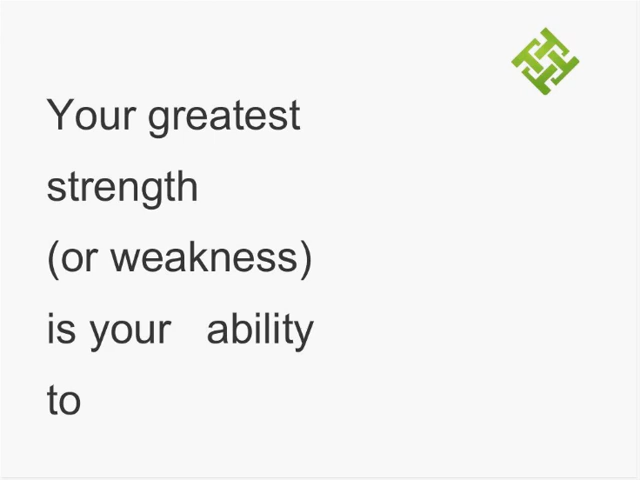 Your greatest
strength
(or weakness)
is your ability
to